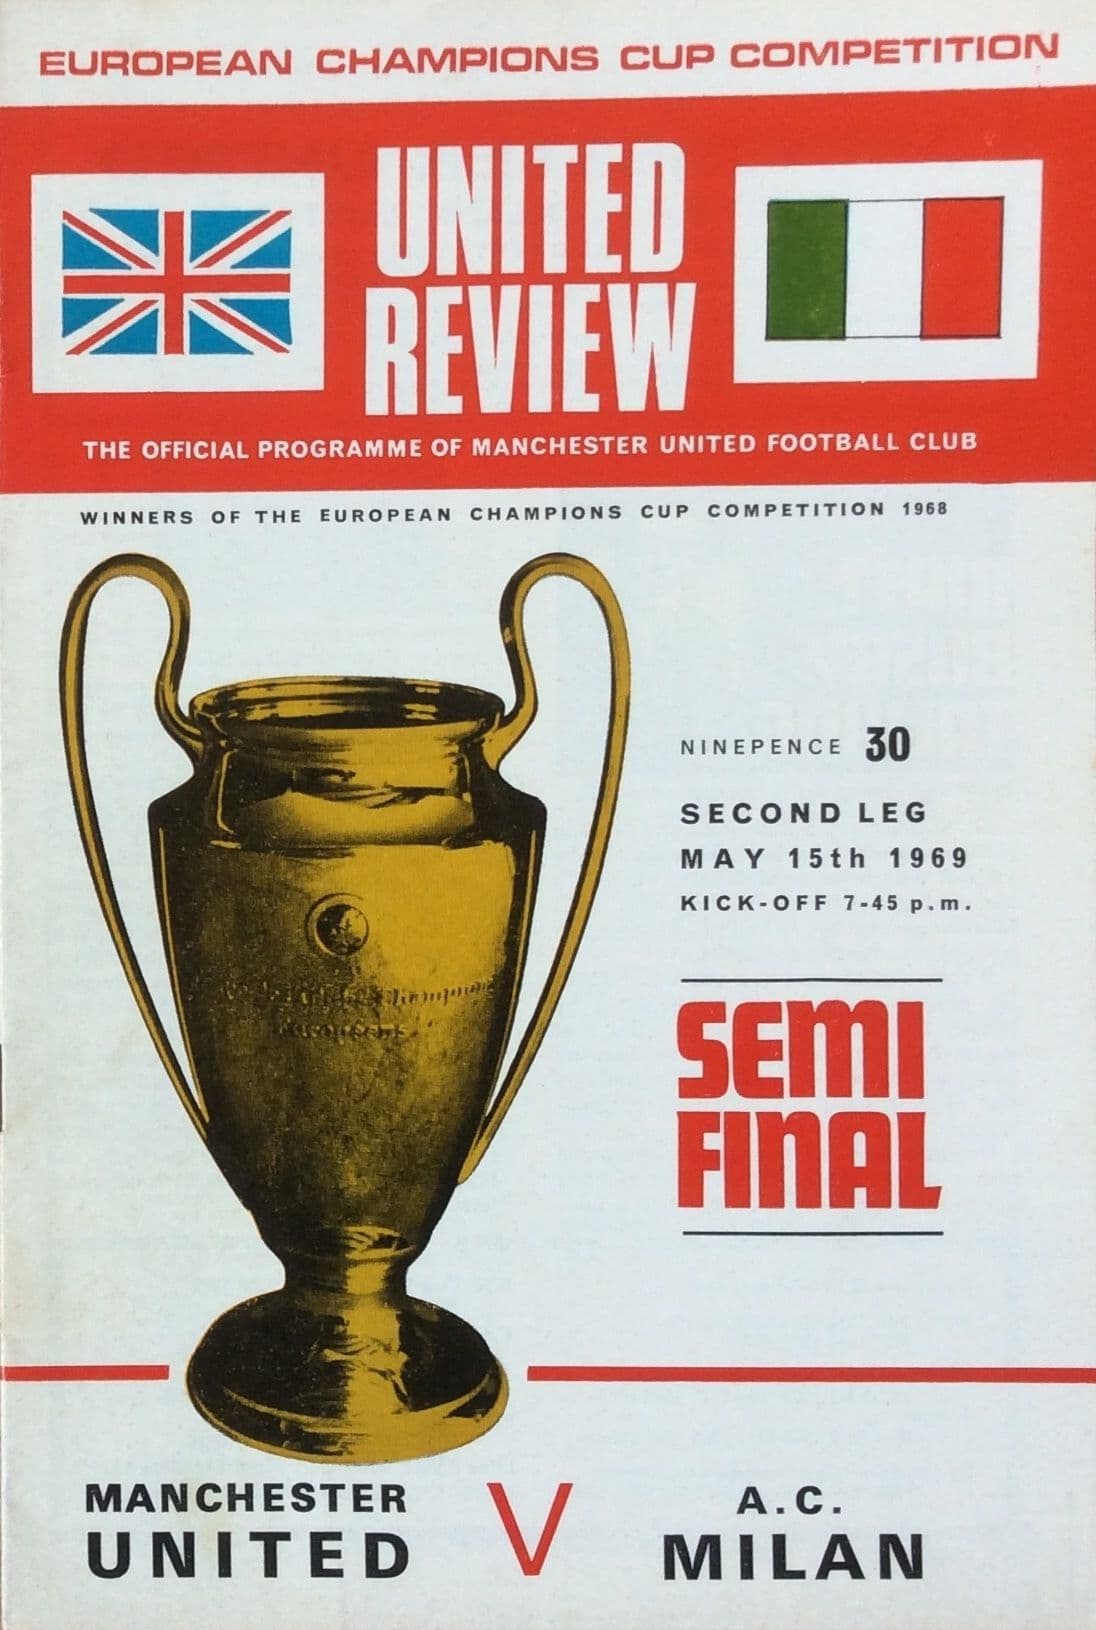 EUROPEAN CHAMPIONS CUP COMPETITION
UNITED
REVIEW
THE OFFICIAL PROGRAMME OF MANCHESTER UNITED FOOTBALL CLUB
WINNERS OF THE EUROPEAN CHAMPIONS CUP COMPETITION 1968
NINEPENCE 30
SECOND LEG
MAY 15th 1969
KICK-OFF 7-45 p.m.
SEMI
FINAL
MANCHESTER
UNITED
V
A.C.
MILAN